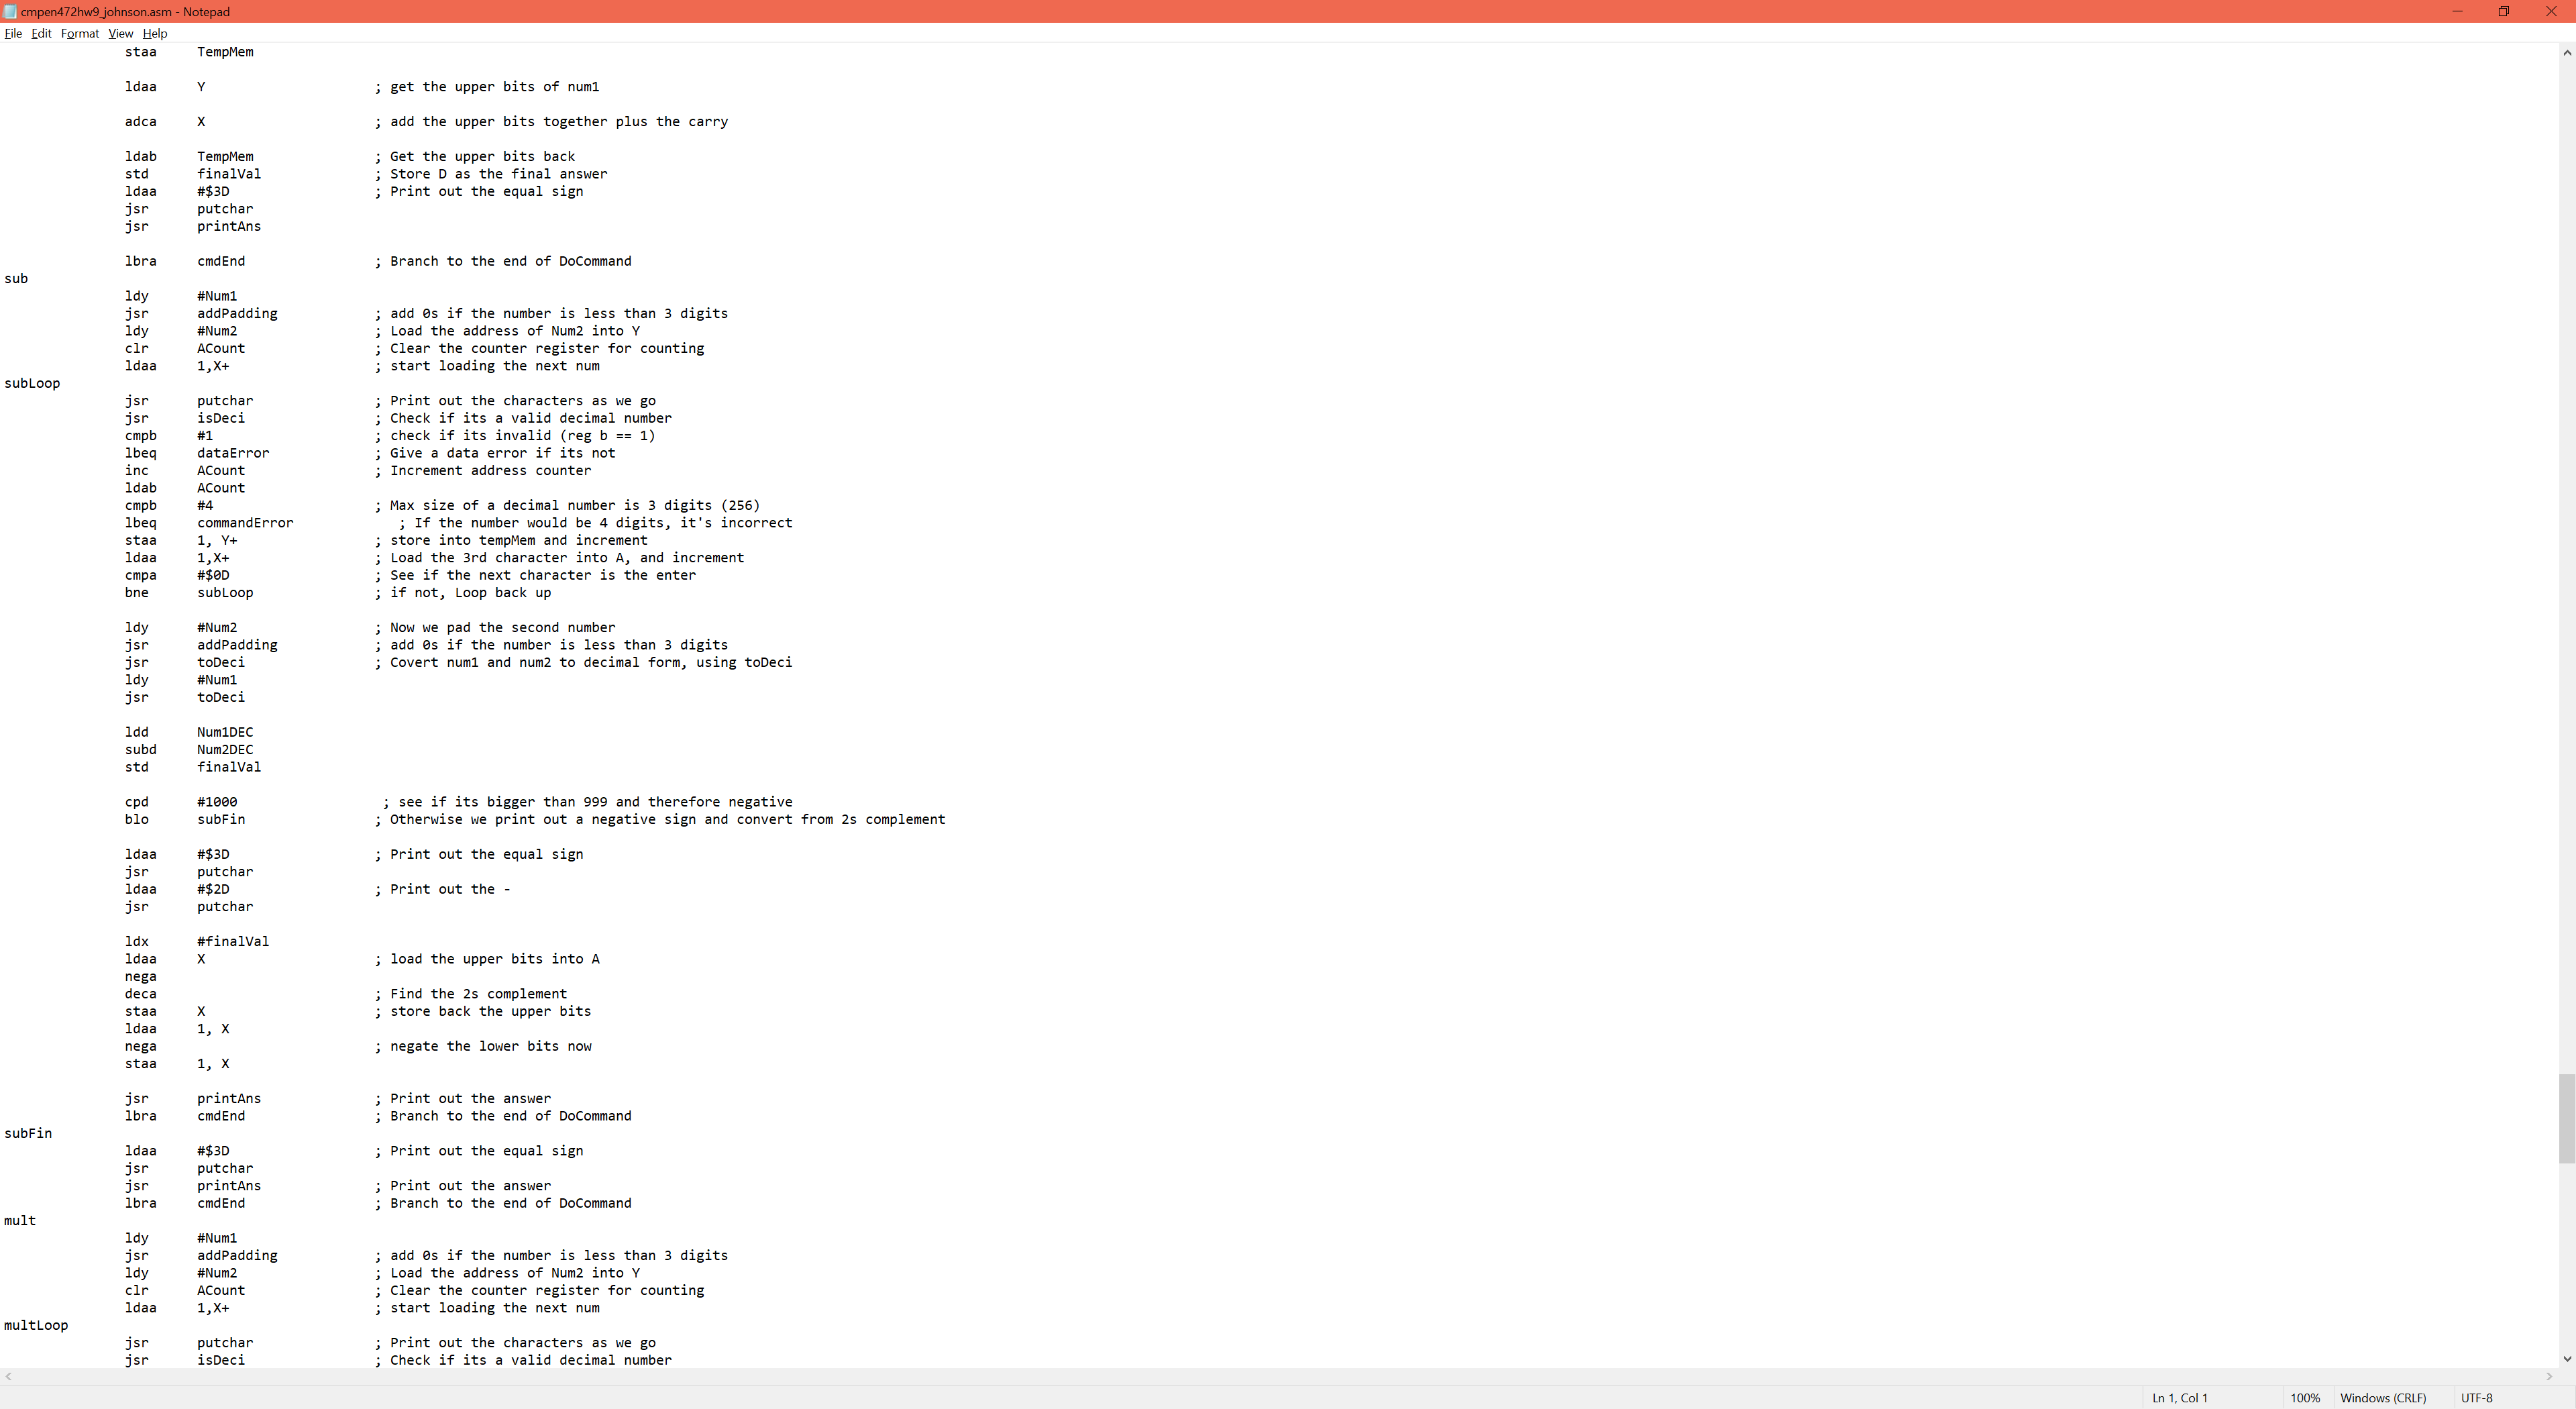 cmpen472hw9_johnson.asm - Notepad
File Edit Format View Help
staa TempMem
ldaa Y ; get the upper bits of num1
adca X ; add the upper bits together plus the carry
ldab TempMem ; Get the upper bits back
std finalVal ; Store D as the final answer
ldaa #$3D ; Print out the equal sign
jsr putchar
jsr printAns
lbra cmdEnd ; Branch to the end of DoCommand
sub
ldy #Num1
jsr addPadding ; add 0s if the number is less than 3 digits
ldy #Num2 ; Load the address of Num2 into Y
clr ACount ; Clear the counter register for counting
ldaa 1,X+ ; start loading the next num
subLoop
jsr putchar ; Print out the characters as we go
jsr isDeci ; Check if its a valid decimal number
cmpb #1 ; check if its invalid (reg b == 1)
lbeq dataError ; Give a data error if its not
inc ACount ; Increment address counter
ldab ACount
cmpb #4 ; Max size of a decimal number is 3 digits (256)
lbeq commandError ; If the number would be 4 digits, it's incorrect
staa 1, Y+ ; store into tempMem and increment
ldaa 1,X+ ; Load the 3rd character into A, and increment
cmpa #$0D ; See if the next character is the enter
bne subLoop ; if not, Loop back up
ldy #Num2 ; Now we pad the second number
jsr addPadding ; add 0s if the number is less than 3 digits
jsr toDeci ; Covert num1 and num2 to decimal form, using toDeci
ldy #Num1
jsr toDeci
ldd Num1DEC
subd Num2DEC
std finalVal
cpd #1000 ; see if its bigger than 999 and therefore negative
blo subFin ; Otherwise we print out a negative sign and convert from 2s complement
ldaa #$3D ; Print out the equal sign
jsr putchar
ldaa #$2D ; Print out the -
jsr putchar
ldx #finalVal
ldaa X ; load the upper bits into A
nega
deca ; Find the 2s complement
staa X ; store back the upper bits
ldaa 1, X
nega ; negate the lower bits now
staa 1, X
jsr printAns ; Print out the answer
lbra cmdEnd ; Branch to the end of DoCommand
subFin
ldaa #$3D ; Print out the equal sign
jsr putchar
jsr printAns ; Print out the answer
lbra cmdEnd ; Branch to the end of DoCommand
mult
ldy #Num1
jsr addPadding ; add 0s if the number is less than 3 digits
ldy #Num2 ; Load the address of Num2 into Y
clr ACount ; Clear the counter register for counting
ldaa 1,X+ ; start loading the next num
multLoop
jsr putchar ; Print out the characters as we go
jsr isDeci ; Check if its a valid decimal number
Ln 1, Col 1 100% Windows (CRLF) UTF-8